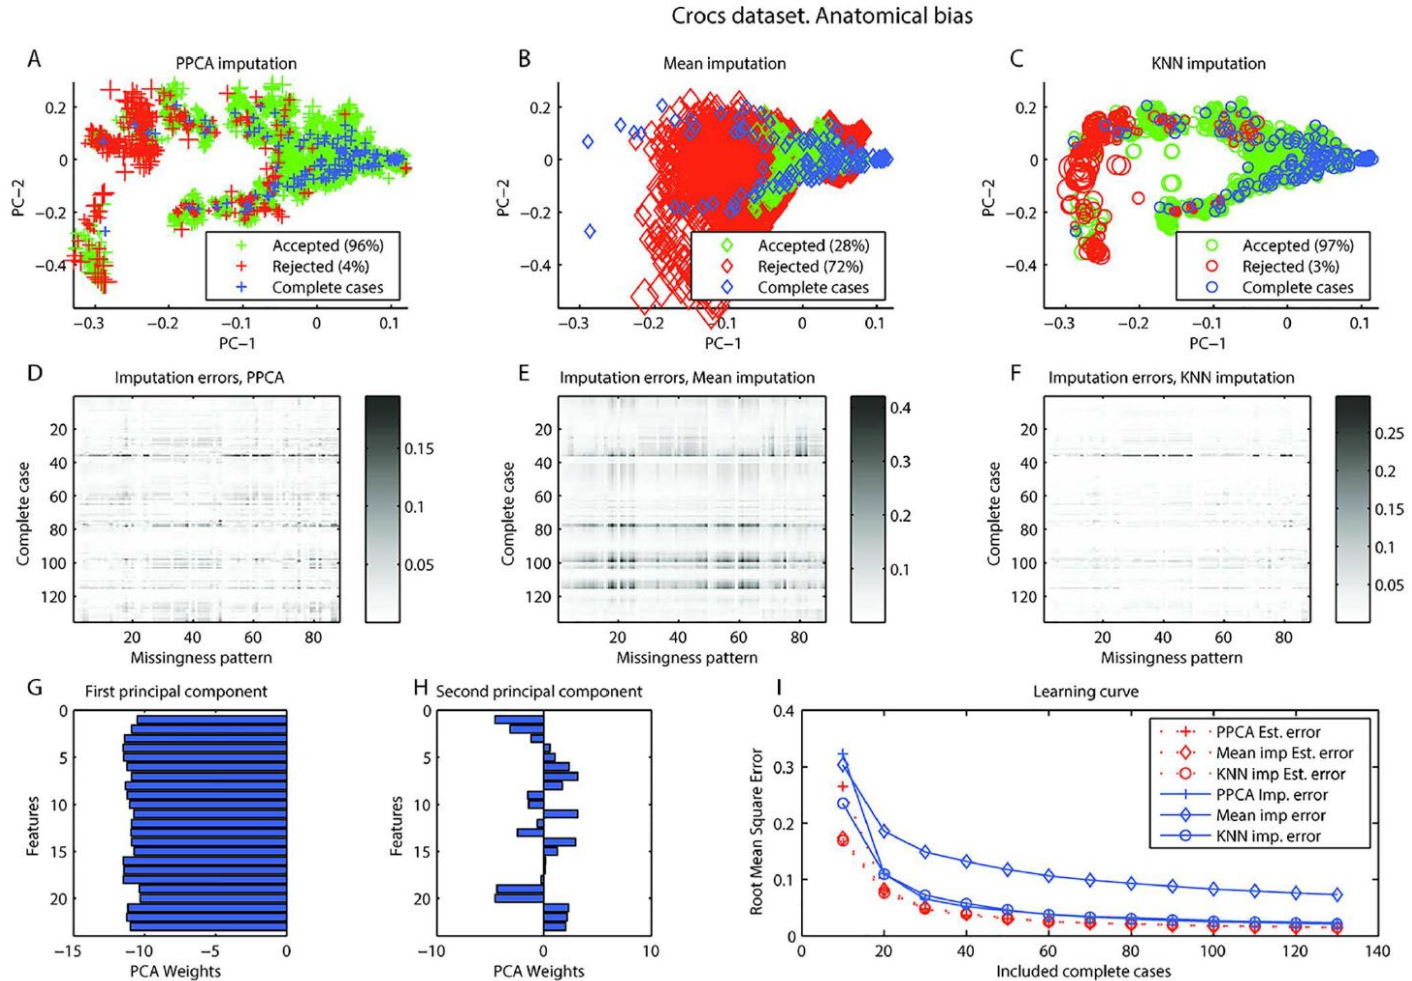 Crocs dataset. Anatomical bias
A
PPCA imputation
PC−2
0.2
0
−0.2
−0.4
Accepted (96%)
Rejected (4%)
Complete cases
−0.3
−0.2
−0.1
0
0.1
PC−1
B
Mean imputation
PC−2
0.2
0
−0.2
−0.4
Accepted (28%)
Rejected (72%)
Complete cases
−0.3
−0.2
−0.1
0
0.1
PC−1
C
KNN imputation
PC−2
0.2
0
−0.2
−0.4
Accepted (97%)
Rejected (3%)
Complete cases
−0.3
−0.2
−0.1
0
0.1
PC−1
D
Imputation errors, PPCA
Complete case
20
40
60
80
100
120
20
40
60
80
Missingness pattern
0.15
0.1
0.05
E
Imputation errors, Mean imputation
Complete case
20
40
60
80
100
120
20
40
60
80
Missingness pattern
0.4
0.3
0.2
0.1
F
Imputation errors, KNN imputation
Complete case
20
40
60
80
100
120
20
40
60
80
Missingness pattern
0.25
0.2
0.15
0.1
0.05
G
First principal component
Features
0
5
10
15
20
−15
−10
−5
0
PCA Weights
H
Second principal component
Features
0
5
10
15
20
−10
0
10
PCA Weights
I
Learning curve
Root Mean Square Error
0.4
0.3
0.2
0.1
0
PPCA Est. error
Mean imp Est. error
KNN imp Est. error
PPCA Imp. error
Mean imp error
KNN imp. error
0
20
40
60
80
100
120
140
Included complete cases